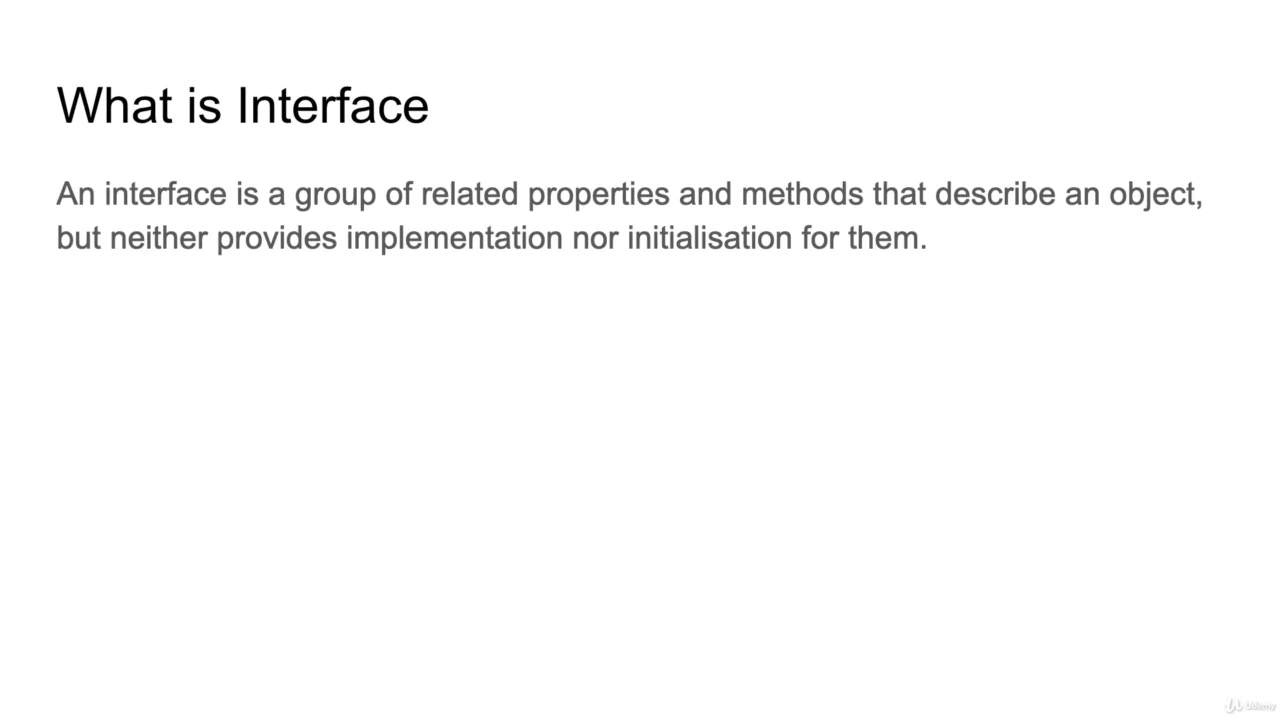 What is Interface
An interface is a group of related properties and methods that describe an object,
but neither provides implementation nor initialisation for them.
Udemy